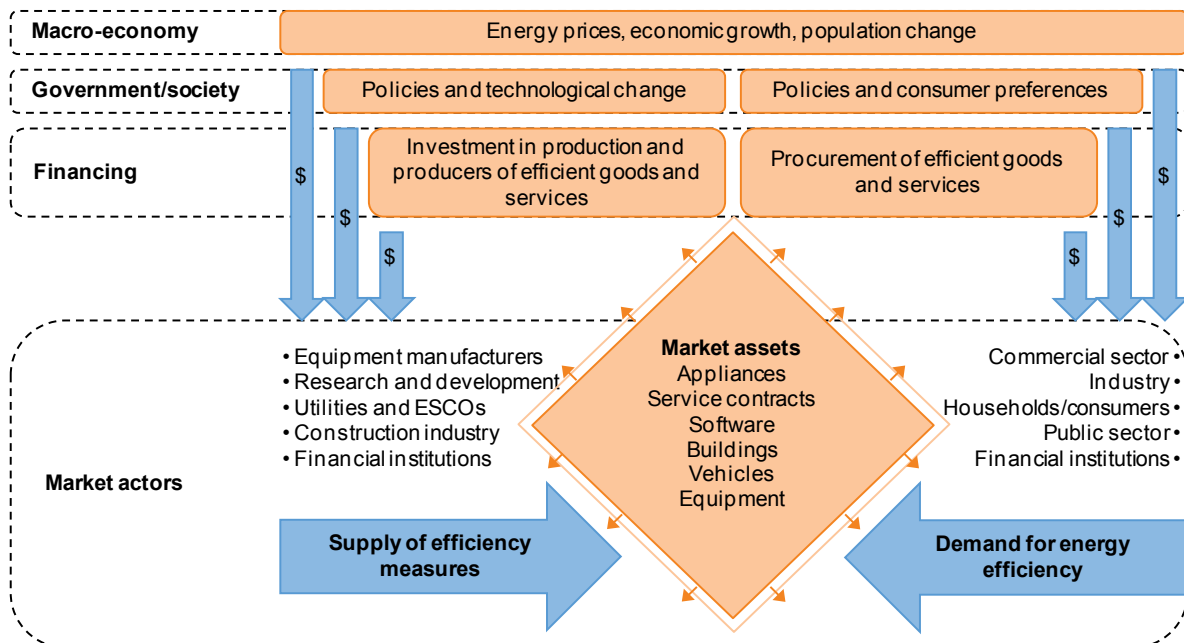 Macro-economy
Energy prices, economic growth, population change
Government/society
Policies and technological change
Policies and consumer preferences
Financing
Investment in production and
producers of efficient goods and
services
Procurement of efficient goods
and services
$
$
$
$
$
$
Market actors
• Equipment manufacturers
• Research and development
• Utilities and ESCOs
• Construction industry
• Financial institutions
Market assets
Appliances
Service contracts
Software
Buildings
Vehicles
Equipment
Commercial sector •
Industry •
Households/consumers •
Public sector •
Financial institutions •
Supply of efficiency
measures
Demand for energy
efficiency